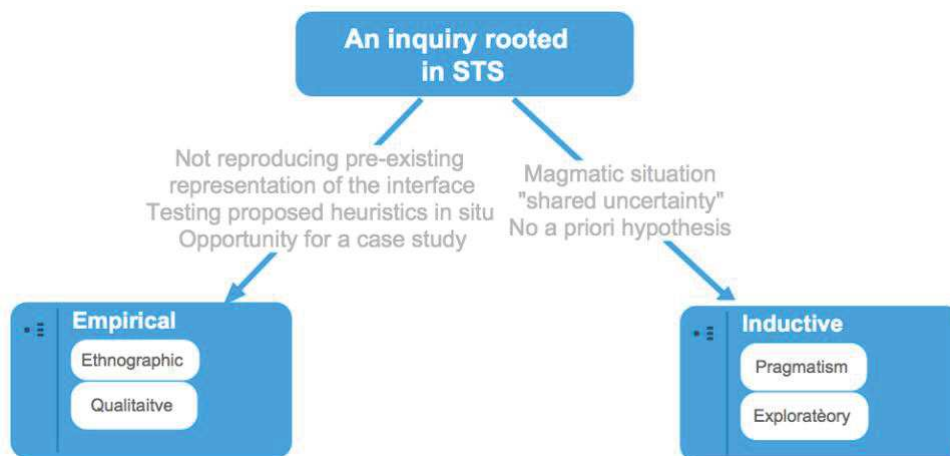 An inquiry rooted
in STS
Not reproducing pre-existing
representation of the interface
Testing proposed heuristics in situ
Opportunity for a case study
Magmatic situation
"shared uncertainty"
No a priori hypothesis
Empirical
Ethnographic
Qualitaitve
Inductive
Pragmatism
Exploratèory